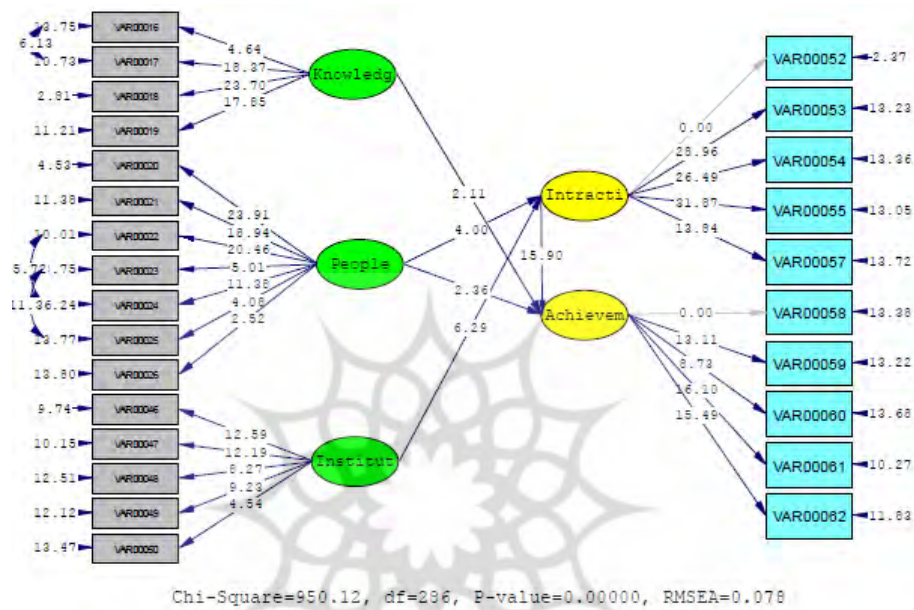 13.75 VAR00016
6.13
10.73 VAR00017
2.81 VAR00018
11.21 VAR00019
4.53 VAR00020
11.38 VAR00021
10.01 VAR00022
VAR00023
VAR00024
13.77 VAR00025
13.80
9.74 VAR00046
10.15 VAR00047
12.51 VAR00048
12.12 VAR00049
13.47 VAR00050
4.64
18.37
23.70
17.85
23.91
18.94
20.46
5.01
11.38
4.08
2.52
12.59
12.19
8.27
9.23
4.54
Knowledg
People
Institut
2.11
4.00
2.36
6.29
15.90
Intracti
Achievem
0.00
28.96
26.49
31.87
13.84
0.00
13.11
8.73
16.10
15.49
VAR00052 2.37
VAR00053 13.23
VAR00054 13.36
VAR00055 13.05
VAR00057 13.72
VAR00058 13.38
VAR00059 13.22
VAR00060 13.68
VAR00061 10.27
VAR00062 11.83
Chi-Square=950.12, df=286, P-value=0.00000, RMSEA=0.078